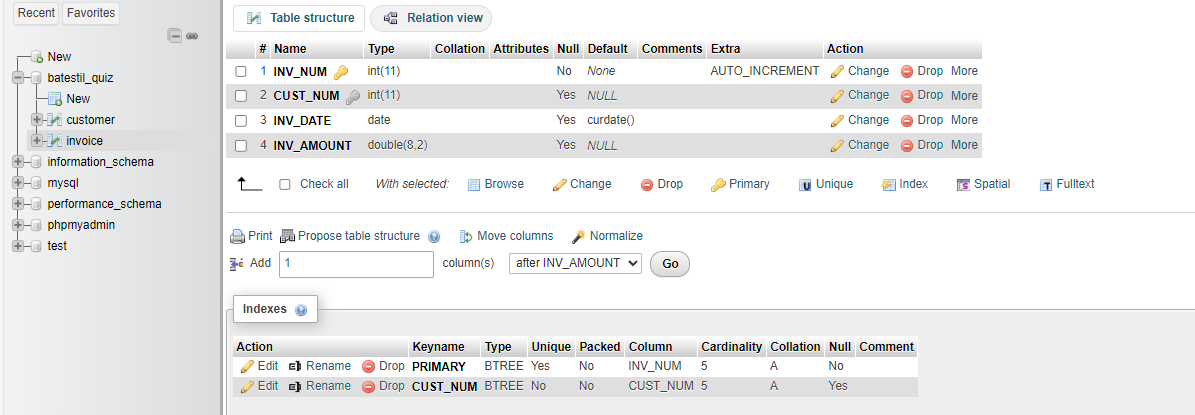 Recent Favorites
New
batestil_quiz
New
customer
invoice
information_schema
mysql
performance_schema
phpmyadmin
test
Table structure Relation view
# Name Type Collation Attributes Null Default Comments Extra Action
1 INV_NUM int(11) No None AUTO_INCREMENT Change Drop More
2 CUST_NUM int(11) Yes NULL Change Drop More
3 INV_DATE date Yes curdate() Change Drop More
4 INV_AMOUNT double(8,2) Yes NULL Change Drop More
Check all With selected: Browse Change Drop Primary Unique Index Spatial Fulltext
Print Propose table structure Move columns Normalize
Add 1 column(s) after INV_AMOUNT Go
Indexes
Action Keyname Type Unique Packed Column Cardinality Collation Null Comment
Edit Rename Drop PRIMARY BTREE Yes No INV_NUM 5 A No
Edit Rename Drop CUST_NUM BTREE No No CUST_NUM 5 A Yes